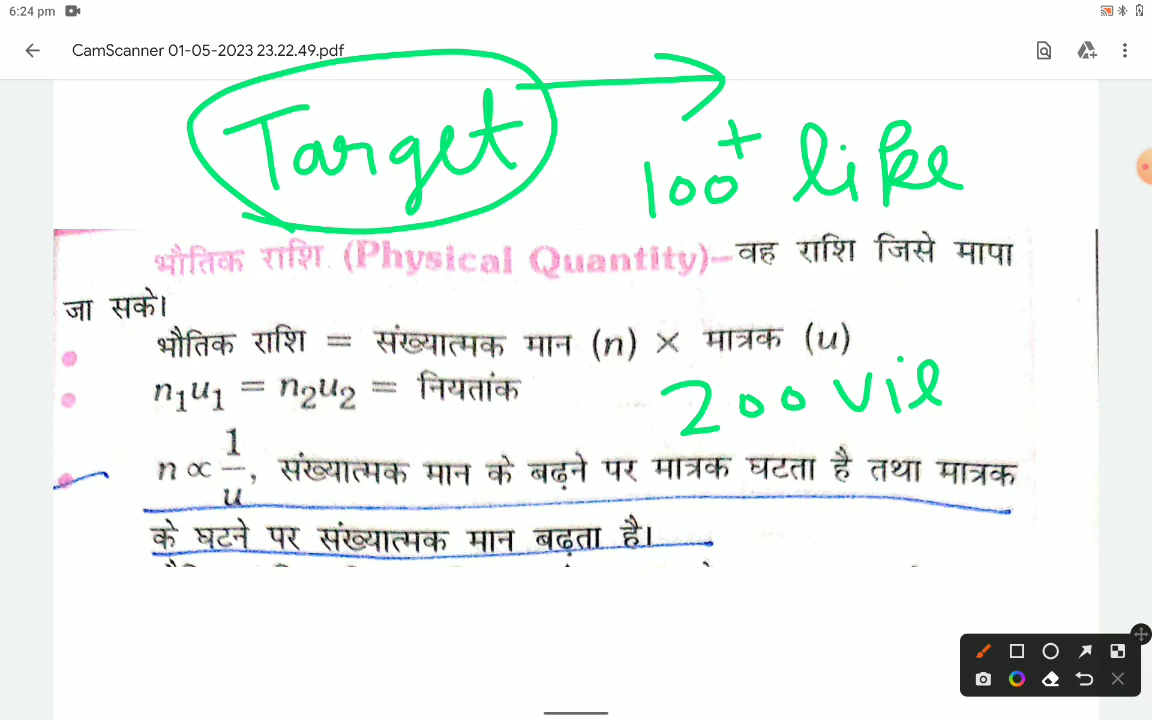 6:24 pm
CamScanner 01-05-2023 23.22.49.pdf
Target
100+ like
भौतिक राशि (Physical Quantity)–वह राशि जिसे मापा
जा सके।
भौतिक राशि = संख्यात्मक मान (n) × मात्रक (u)
n₁u₁ = n₂u₂ = नियतांक
200 vie
n ∝ 1/u, संख्यात्मक मान के बढ़ने पर मात्रक घटता है तथा मात्रक
के घटने पर संख्यात्मक मान बढ़ता है।